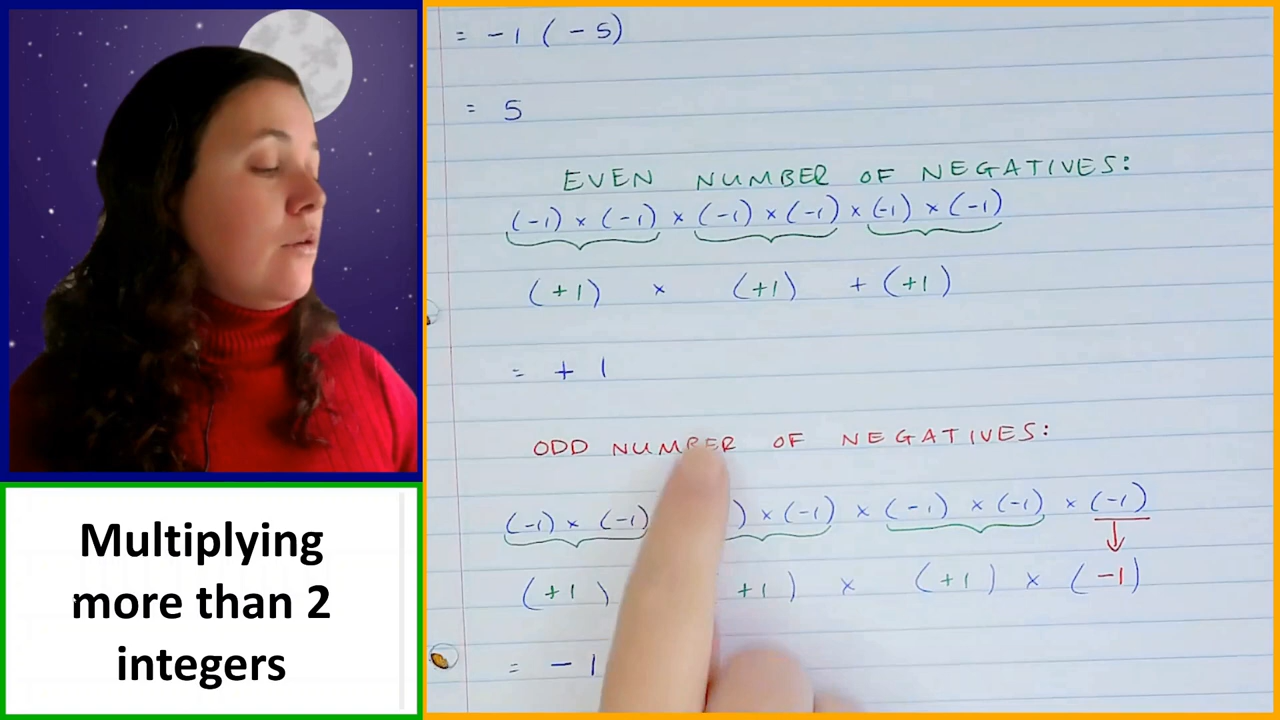 = -1 (-5)
= 5
EVEN NUMBER OF NEGATIVES:
(-1) × (-1) × (-1) × (-1) × (-1) × (-1)
(+1) × (+1) + (+1)
= + 1
ODD NUMBER OF NEGATIVES:
(-1) × (-1) ) × (-1) × (-1) × (-1) × (-1)
(+1) +1) × (+1) × (-1)
= -1
Multiplying
more than 2
integers